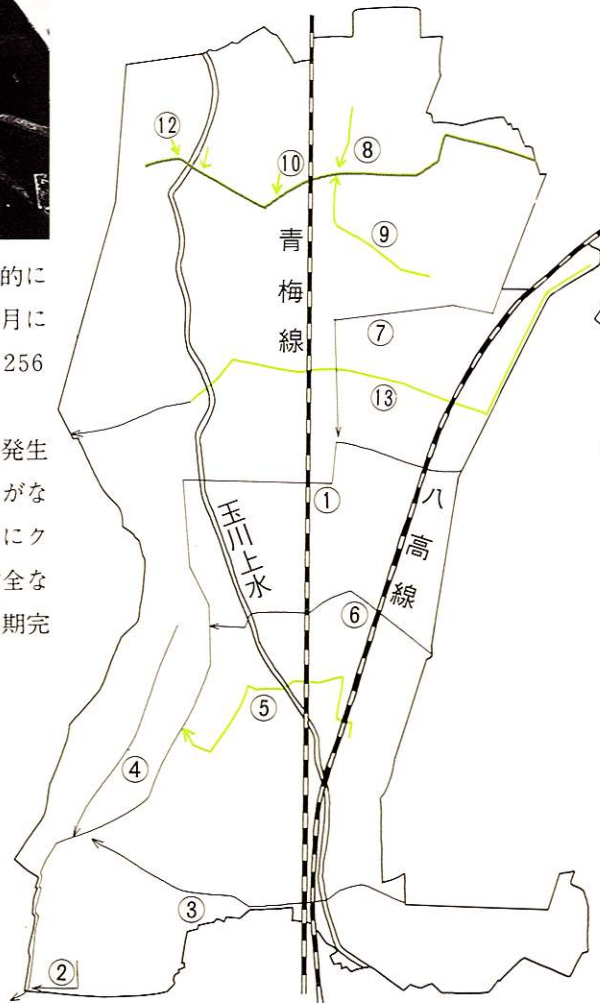 的に
月に
256
発生
がな
にク
全な
期完
⑫
⑧
⑩
⑨
青梅線
⑦
⑬
①
八高線
玉川上水
⑥
⑤
④
③
②